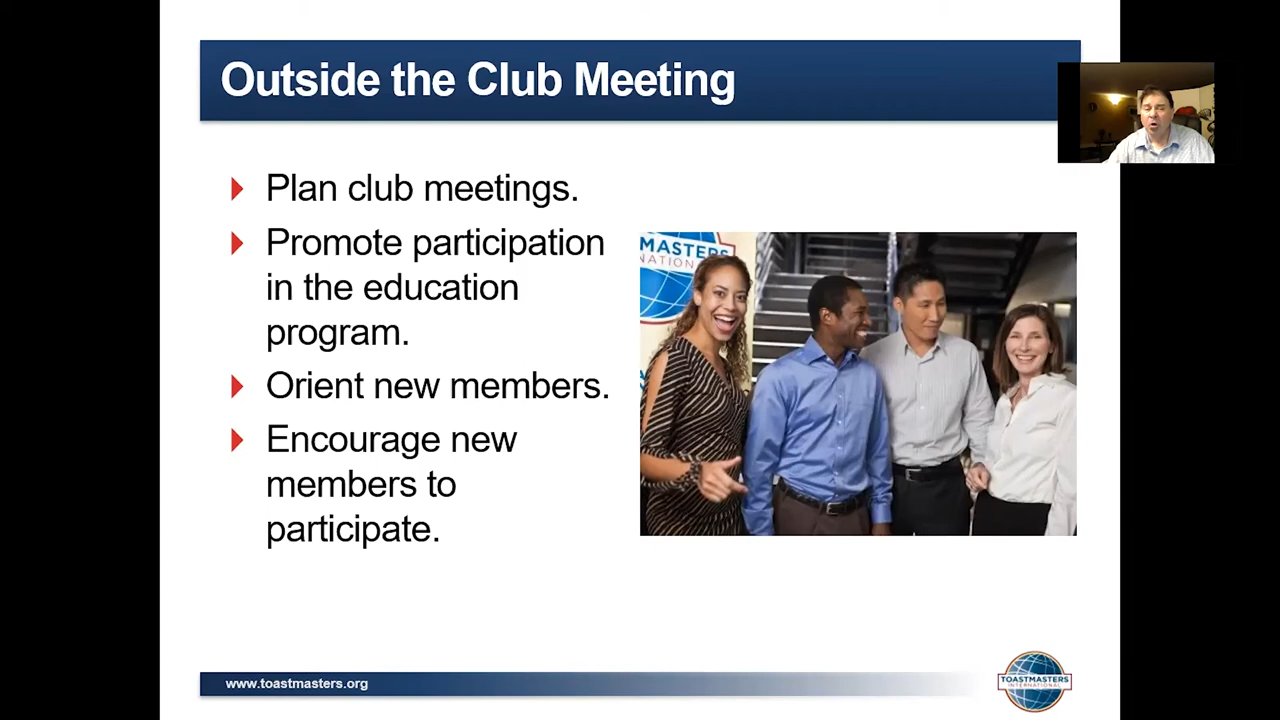 Outside the Club Meeting
Plan club meetings.
Promote participation
in the education
program.
Orient new members.
Encourage new
members to
participate.
MASTERS
NATIONAL
www.toastmasters.org
TOASTMASTERS
INTERNATIONAL